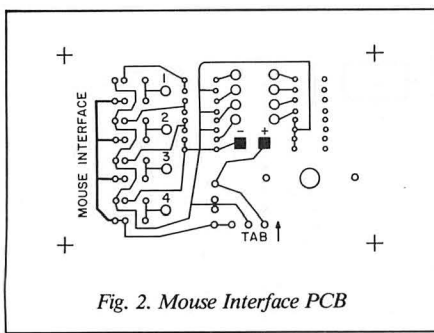 MOUSE INTERFACE
1
2
3
4
- +
TAB
Fig. 2. Mouse Interface PCB